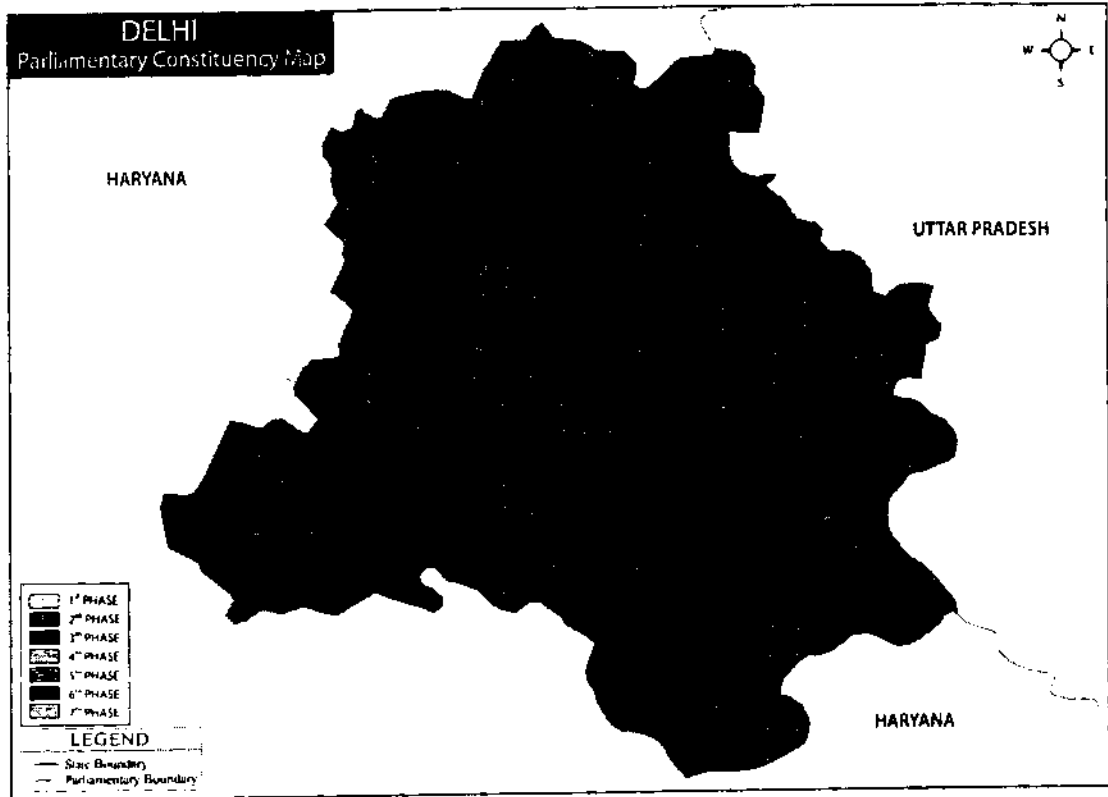 DELHI
Parliamentary Constituency Map
N
W E
S
HARYANA
UTTAR PRADESH
1st PHASE
2nd PHASE
3rd PHASE
4th PHASE
5th PHASE
6th PHASE
7th PHASE
LEGEND
State Boundary
Parliamentary Boundary
HARYANA